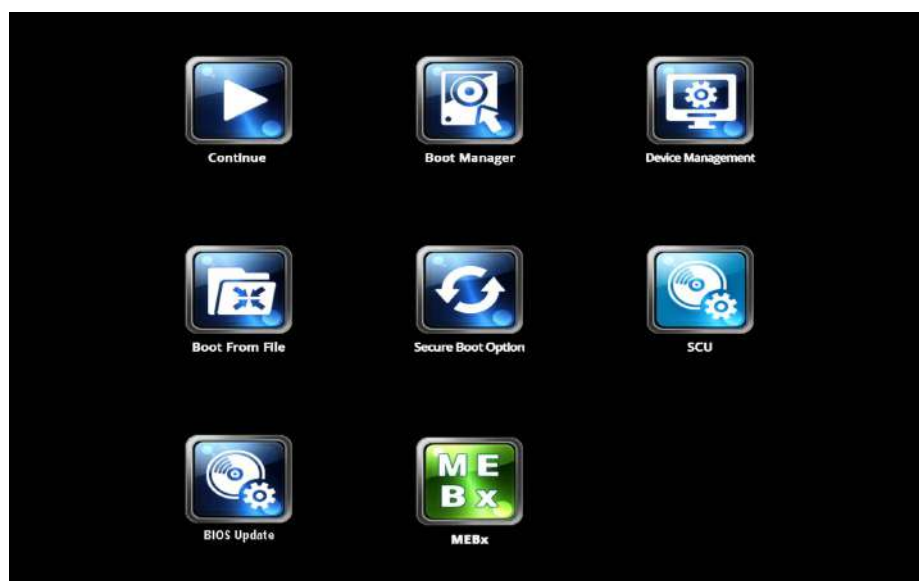 Continue
Boot Manager
Device Management
Boot From File
Secure Boot Option
SCU
BIOS Update
M E
B x
MEBx